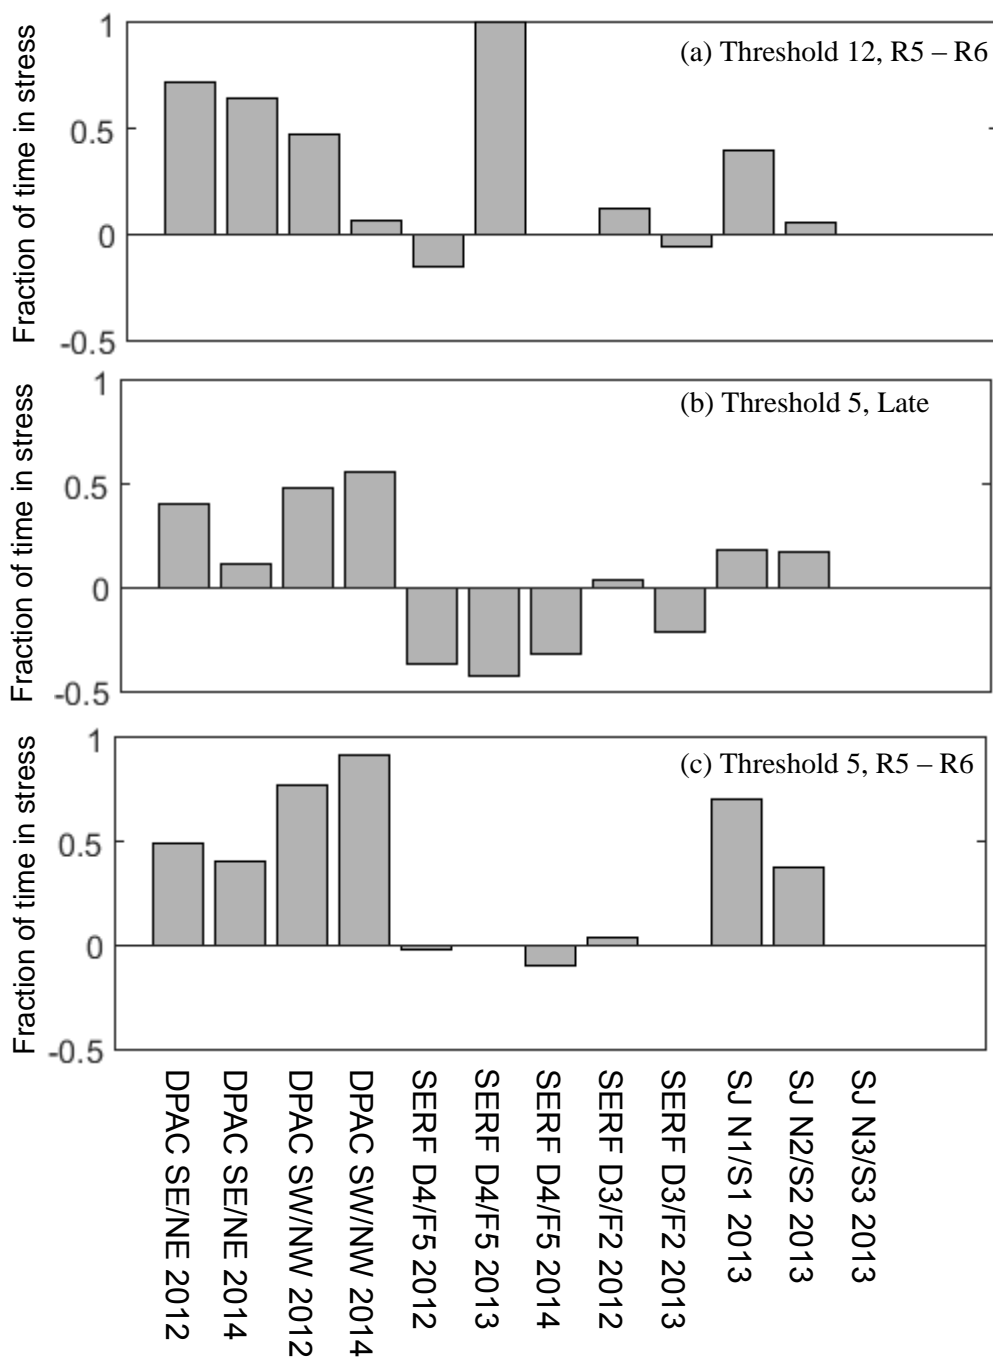 Fraction of time in stress
1
0.5
0
-0.5
(a) Threshold 12, R5 – R6
Fraction of time in stress
1
0.5
0
-0.5
(b) Threshold 5, Late
Fraction of time in stress
1
0.5
0
-0.5
(c) Threshold 5, R5 – R6
DPAC SE/NE 2012
DPAC SE/NE 2014
DPAC SW/NW 2012
DPAC SW/NW 2014
SERF D4/F5 2012
SERF D4/F5 2013
SERF D4/F5 2014
SERF D3/F2 2012
SERF D3/F2 2013
SJ N1/S1 2013
SJ N2/S2 2013
SJ N3/S3 2013